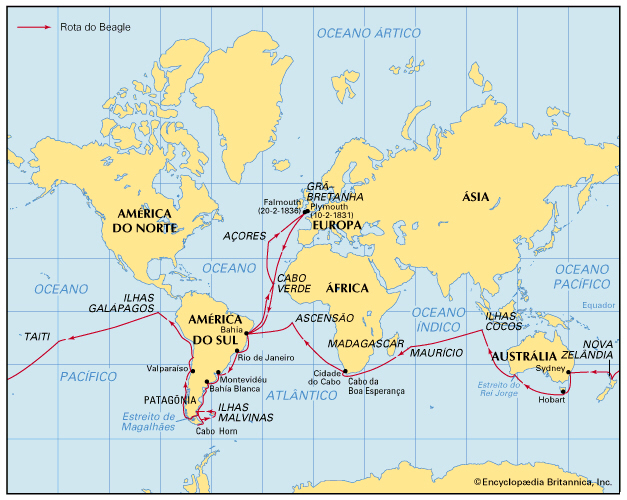 Rota do Beagle
OCEANO ÁRTICO
GRÃ-
BRETANHA
Falmouth
(20-2-1836)
Plymouth
(10-2-1831)
EUROPA
ÁSIA
AMÉRICA
DO NORTE
AÇORES
OCEANO
OCEANO
OCEANO
PACÍFICO
CABO
VERDE
ÁFRICA
ILHAS
GALÁPAGOS
AMÉRICA
DO SUL
Bahia
ASCENSÃO
OCEANO
ÍNDICO
ILHAS
COCOS
Equador
TAITI
MADAGASCAR
MAURÍCIO
AUSTRÁLIA
NOVA
ZELÂNDIA
Rio de Janeiro
Sydney
PACÍFICO
Valparaíso
Montevidéu
Bahía Blanca
ATLÂNTICO
Cidade
do Cabo
Cabo da
Boa Esperança
Estreito do
Rei Jorge
Hobart
PATAGÔNIA
ILHAS
MALVINAS
Estreito de
Magalhães
Cabo Horn
©Encyclopædia Britannica, Inc.